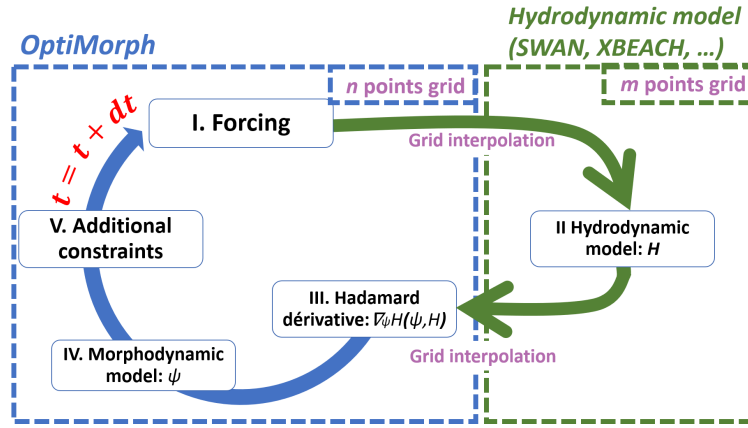 OptiMorph
Hydrodynamic model
(SWAN, XBEACH, …)
n points grid
m points grid
I. Forcing
t = t + dt
Grid interpolation
V. Additional
constraints
II Hydrodynamic
model: H
III. Hadamard
dérivative: ∇ψH(ψ,H)
IV. Morphodynamic
model: ψ
Grid interpolation